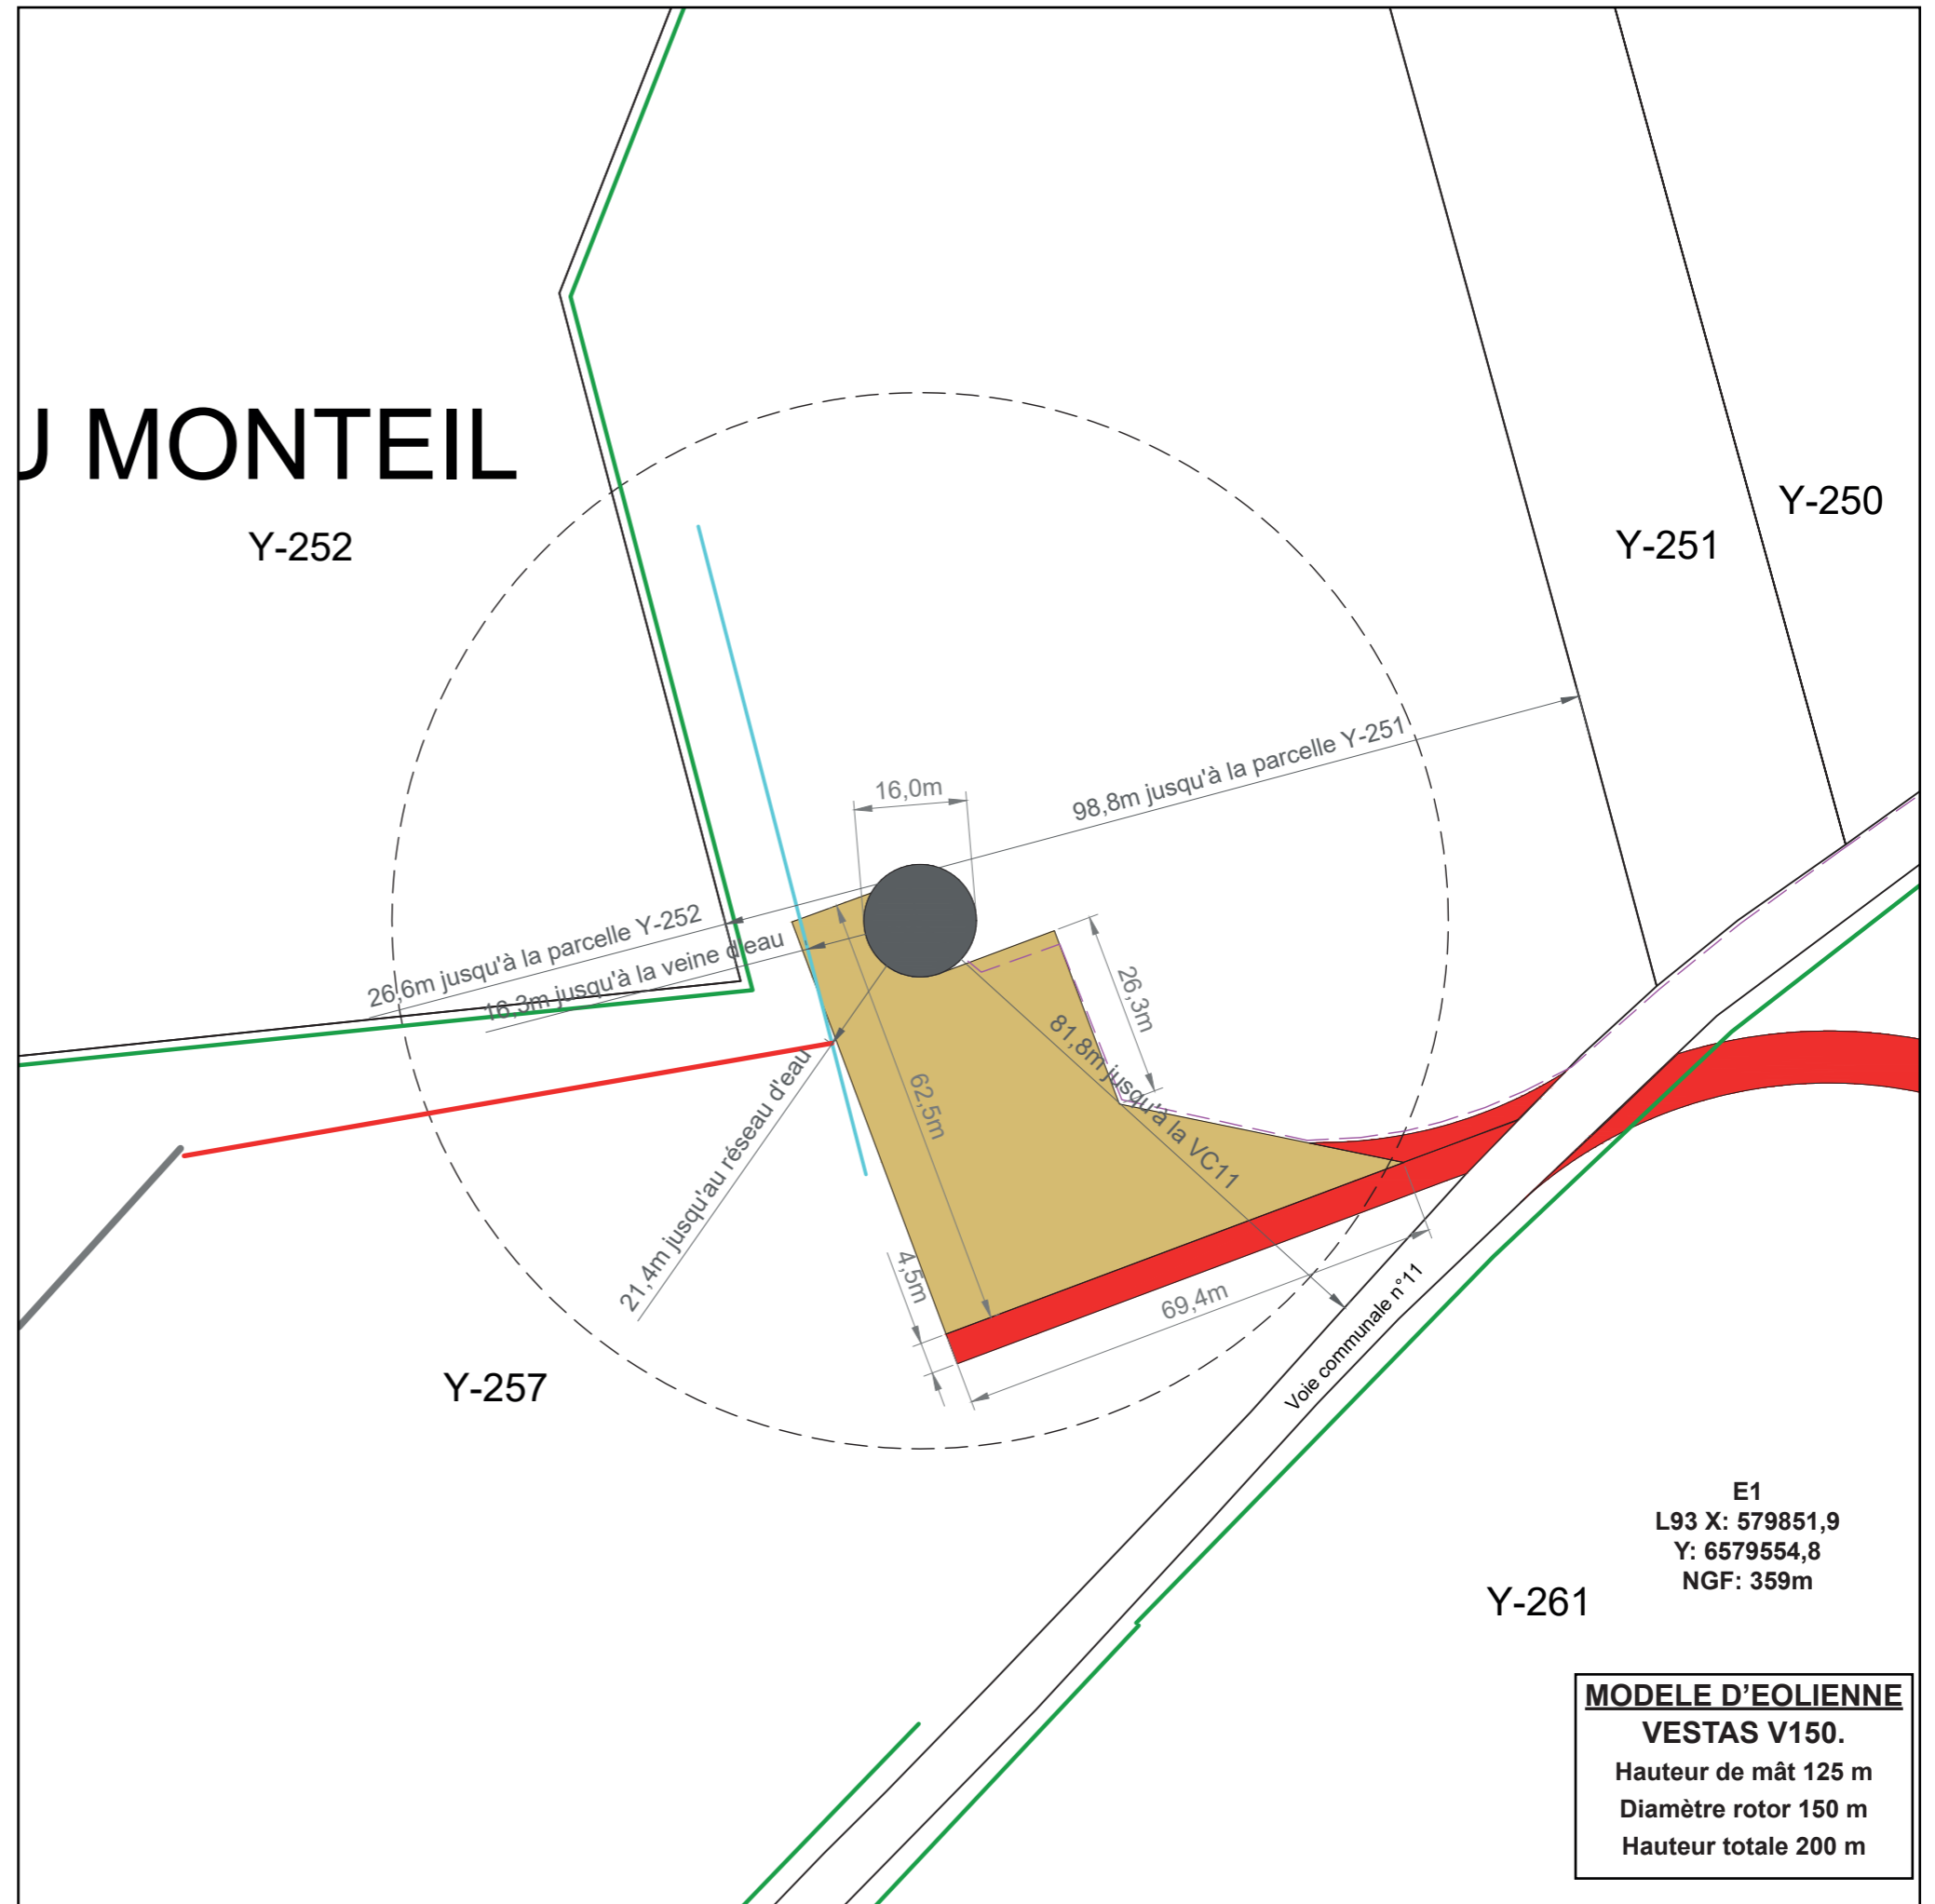 U MONTEIL
Y-252
Y-250
Y-251
98,8m jusqu'à la parcelle Y-251
16,0m
26,6m jusqu'à la parcelle Y-252
16,3m jusqu'à la veine d'eau
26,3m
81,8m jusqu'à la VC11
62,5m
21,4m jusqu'au réseau d'eau
4,5m
69,4m
Voie communale n°11
Y-257
E1
L93 X: 579851,9
Y: 6579554,8
NGF: 359m
Y-261
MODELE D'EOLIENNE
VESTAS V150.
Hauteur de mât 125 m
Diamètre rotor 150 m
Hauteur totale 200 m